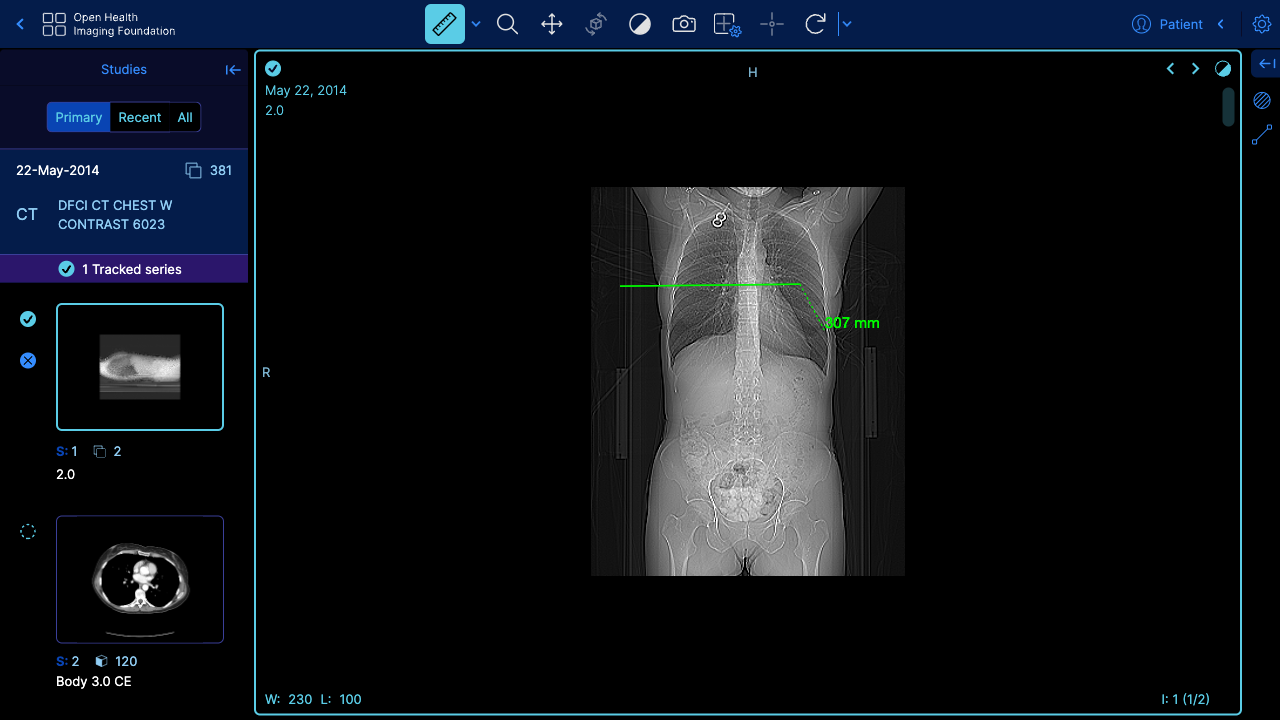 Open Health
Imaging Foundation
Patient
Studies
Primary
Recent
All
22-May-2014
381
CT
DFCI CT CHEST W
CONTRAST 6023
1 Tracked series
S: 1
2
2.0
S: 2
120
Body 3.0 CE
May 22, 2014
2.0
H
R
307 mm
W: 230 L: 100
I: 1 (1/2)